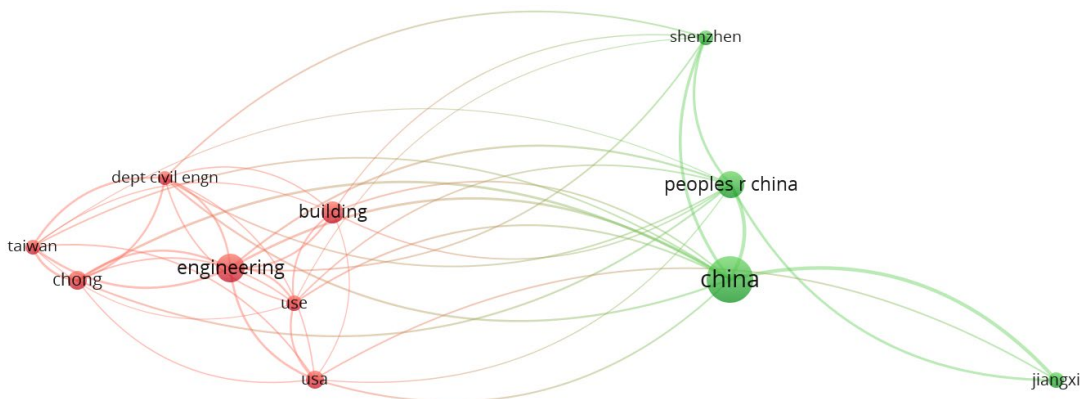 shenzhen
dept civil engn
peoples r china
building
taiwan
engineering
chong
china
use
usa
jiangxi